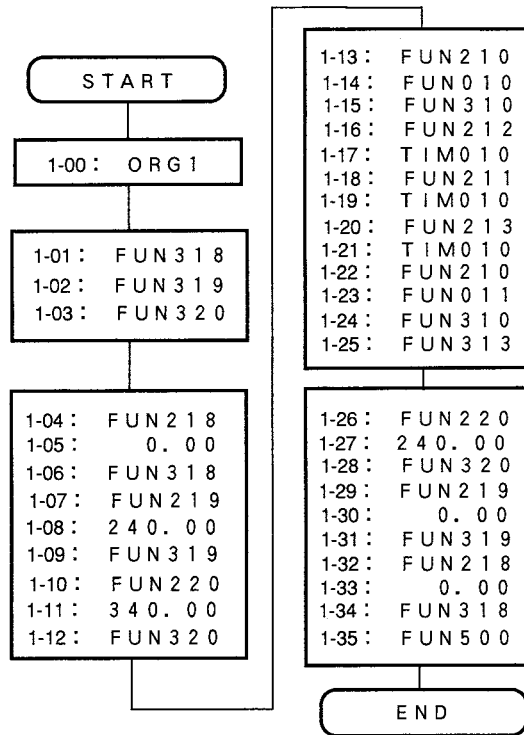 START
1-00: ORG1
1-01: FUN318
1-02: FUN319
1-03: FUN320
1-04: FUN218
1-05: 0.00
1-06: FUN318
1-07: FUN219
1-08: 240.00
1-09: FUN319
1-10: FUN220
1-11: 340.00
1-12: FUN320
1-13: FUN210
1-14: FUN010
1-15: FUN310
1-16: FUN212
1-17: TIM010
1-18: FUN211
1-19: TIM010
1-20: FUN213
1-21: TIM010
1-22: FUN210
1-23: FUN011
1-24: FUN310
1-25: FUN313
1-26: FUN220
1-27: 240.00
1-28: FUN320
1-29: FUN219
1-30: 0.00
1-31: FUN319
1-32: FUN218
1-33: 0.00
1-34: FUN318
1-35: FUN500
END